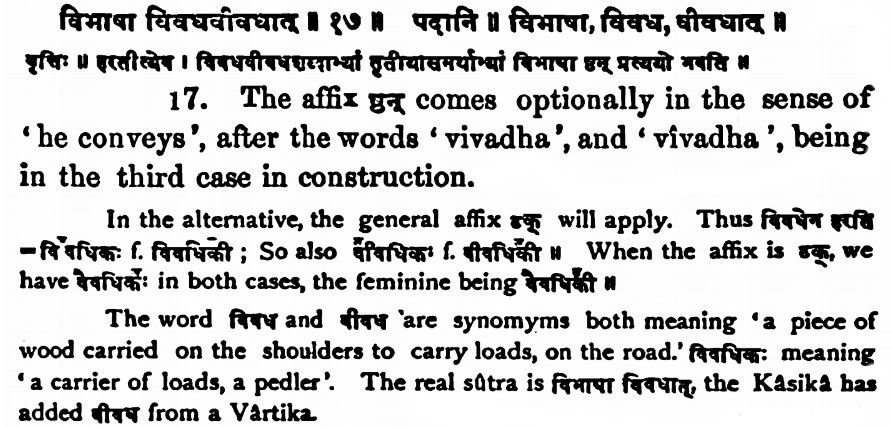 विभाषा विवधवीवधात् ॥ १७ ॥ पदानि ॥ विभाषा, विवध, वीवधात् ॥
वृत्तिः ॥ हरतीत्येव । विवधवीवधशब्दाभ्यां तृतीयासमर्थाभ्यां विभाषा ष्ठन् प्रत्ययो भवति ॥
17. The affix ष्ठन् comes optionally in the sense of
‘he conveys’, after the words ‘vivadha’, and ‘vîvadha’, being
in the third case in construction.
In the alternative, the general affix ठक् will apply. Thus विवधेन हरति
–विवधिकः f. विवधिकी ; So also वीवधिकः f. वीवधिकी ॥ When the affix is ठक्, we
have वैवधिकः in both cases, the feminine being वैवधिकी ॥
The word विवध and वीवध 'are synomyms both meaning ‘a piece of
wood carried on the shoulders to carry loads, on the road.’ विवधिकः meaning
‘a carrier of loads, a pedler’. The real sûtra is विभाषा विवधात्, the Kâsikâ has
added वीवध from a Vârtika.